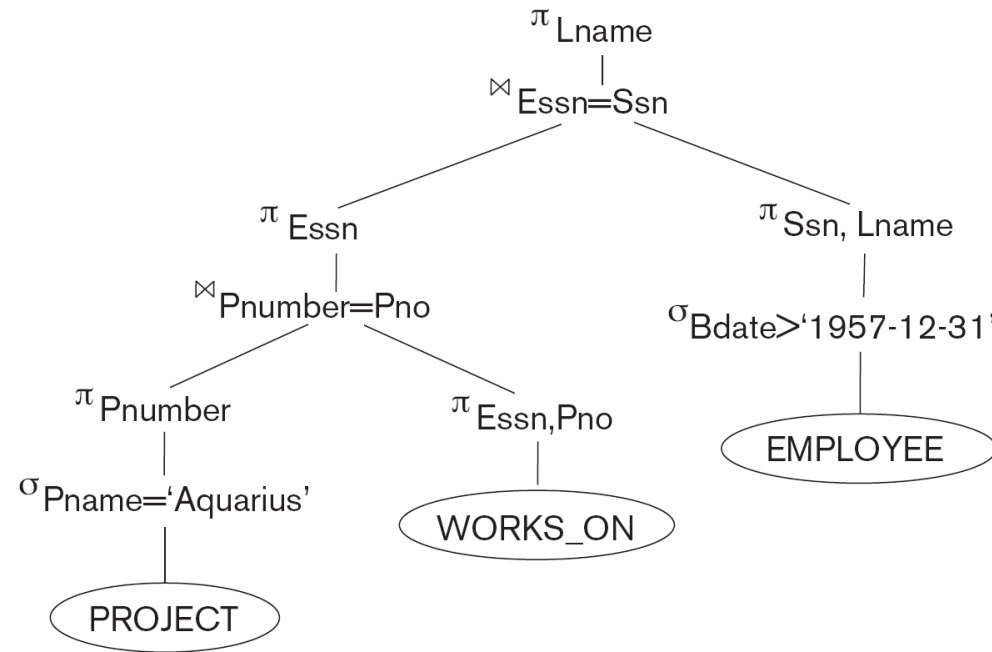 π Lname
⋈ Essn=Ssn
π Essn
π Ssn, Lname
⋈ Pnumber=Pno
σ Bdate>‘1957-12-31’
π Pnumber
π Essn,Pno
EMPLOYEE
σ Pname=‘Aquarius’
WORKS_ON
PROJECT